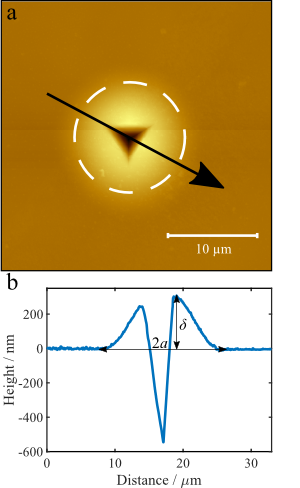 a
10 µm
b
Height / nm
200
0
-200
-400
-600
2a
δ
0
10
20
30
Distance / µm